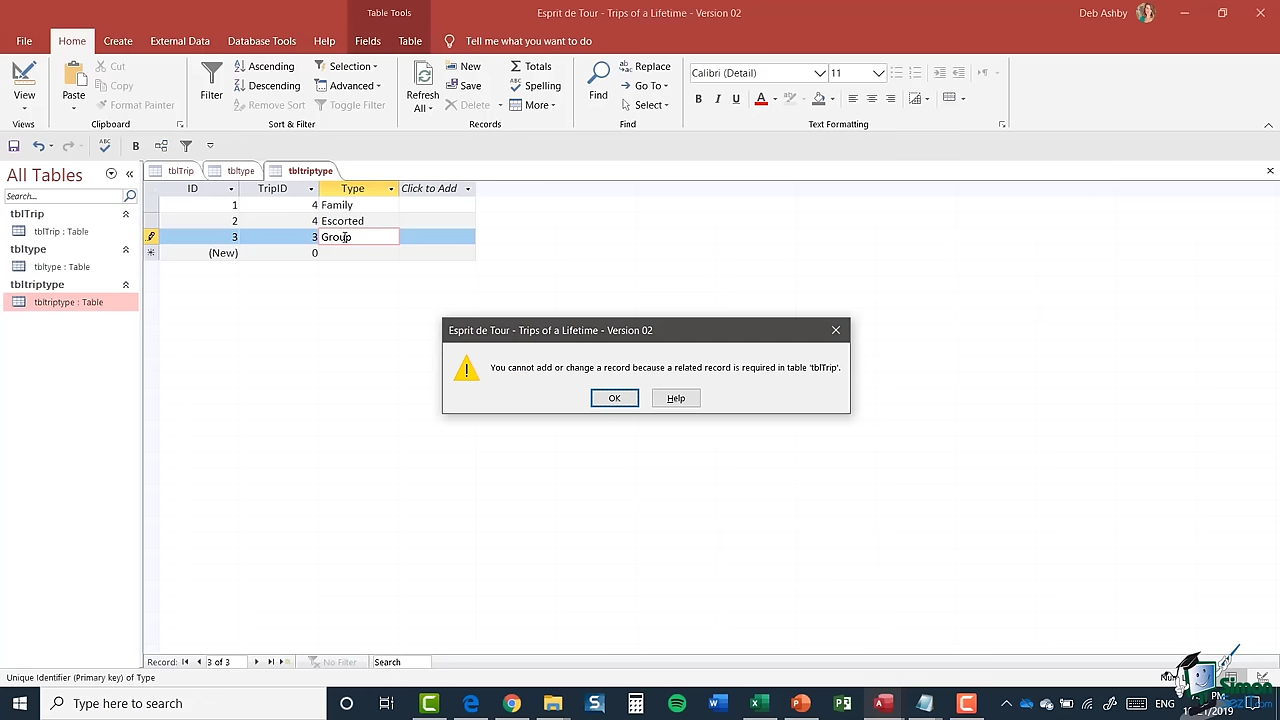 Table Tools
Esprit de Tour - Trips of a Lifetime - Version 02
Deb Ashby
File
Home
Create
External Data
Database Tools
Help
Fields
Table
Tell me what you want to do
View
Views
Paste
Cut
Copy
Format Painter
Clipboard
Filter
Ascending
Descending
Remove Sort
Selection
Advanced
Toggle Filter
Sort & Filter
Refresh
All
New
Save
Delete
Totals
Spelling
More
Records
Find
Replace
Go To
Select
Find
Calibri (Detail)
11
B I U A
Text Formatting
B
All Tables
Search...
tblTrip
tblTrip : Table
tbltype
tbltype : Table
tbltriptype
tbltriptype : Table
tblTrip
tbltype
tbltriptype
ID TripID Type Click to Add
1 4 Family
2 4 Escorted
3 3 Group
(New) 0
Esprit de Tour - Trips of a Lifetime - Version 02
You cannot add or change a record because a related record is required in table 'tblTrip'.
OK
Help
Record:
3 of 3
No Filter
Search
Unique Identifier (Primary key) of Type
Type here to search
ENG
PM